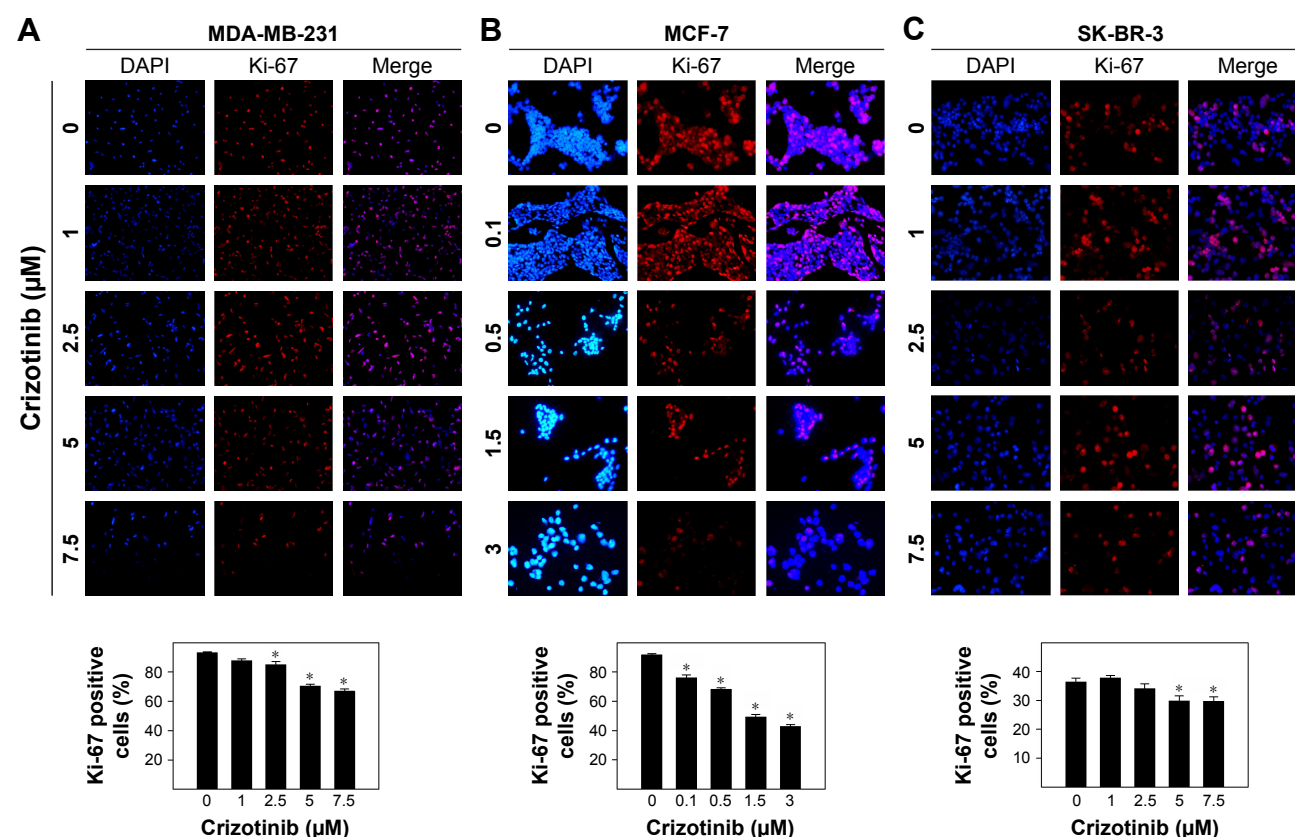 A
MDA-MB-231
DAPI Ki-67 Merge
Crizotinib (µM)
0
1
2.5
5
7.5
Ki-67 positive
cells (%)
80
60
40
20
* * *
0 1 2.5 5 7.5
Crizotinib (µM)
B
MCF-7
DAPI Ki-67 Merge
0
0.1
0.5
1.5
3
Ki-67 positive
cells (%)
80
60
40
20
* * * *
0 0.1 0.5 1.5 3
Crizotinib (µM)
C
SK-BR-3
DAPI Ki-67 Merge
0
1
2.5
5
7.5
Ki-67 positive
cells (%)
40
30
30
10
* *
0 1 2.5 5 7.5
Crizotinib (µM)